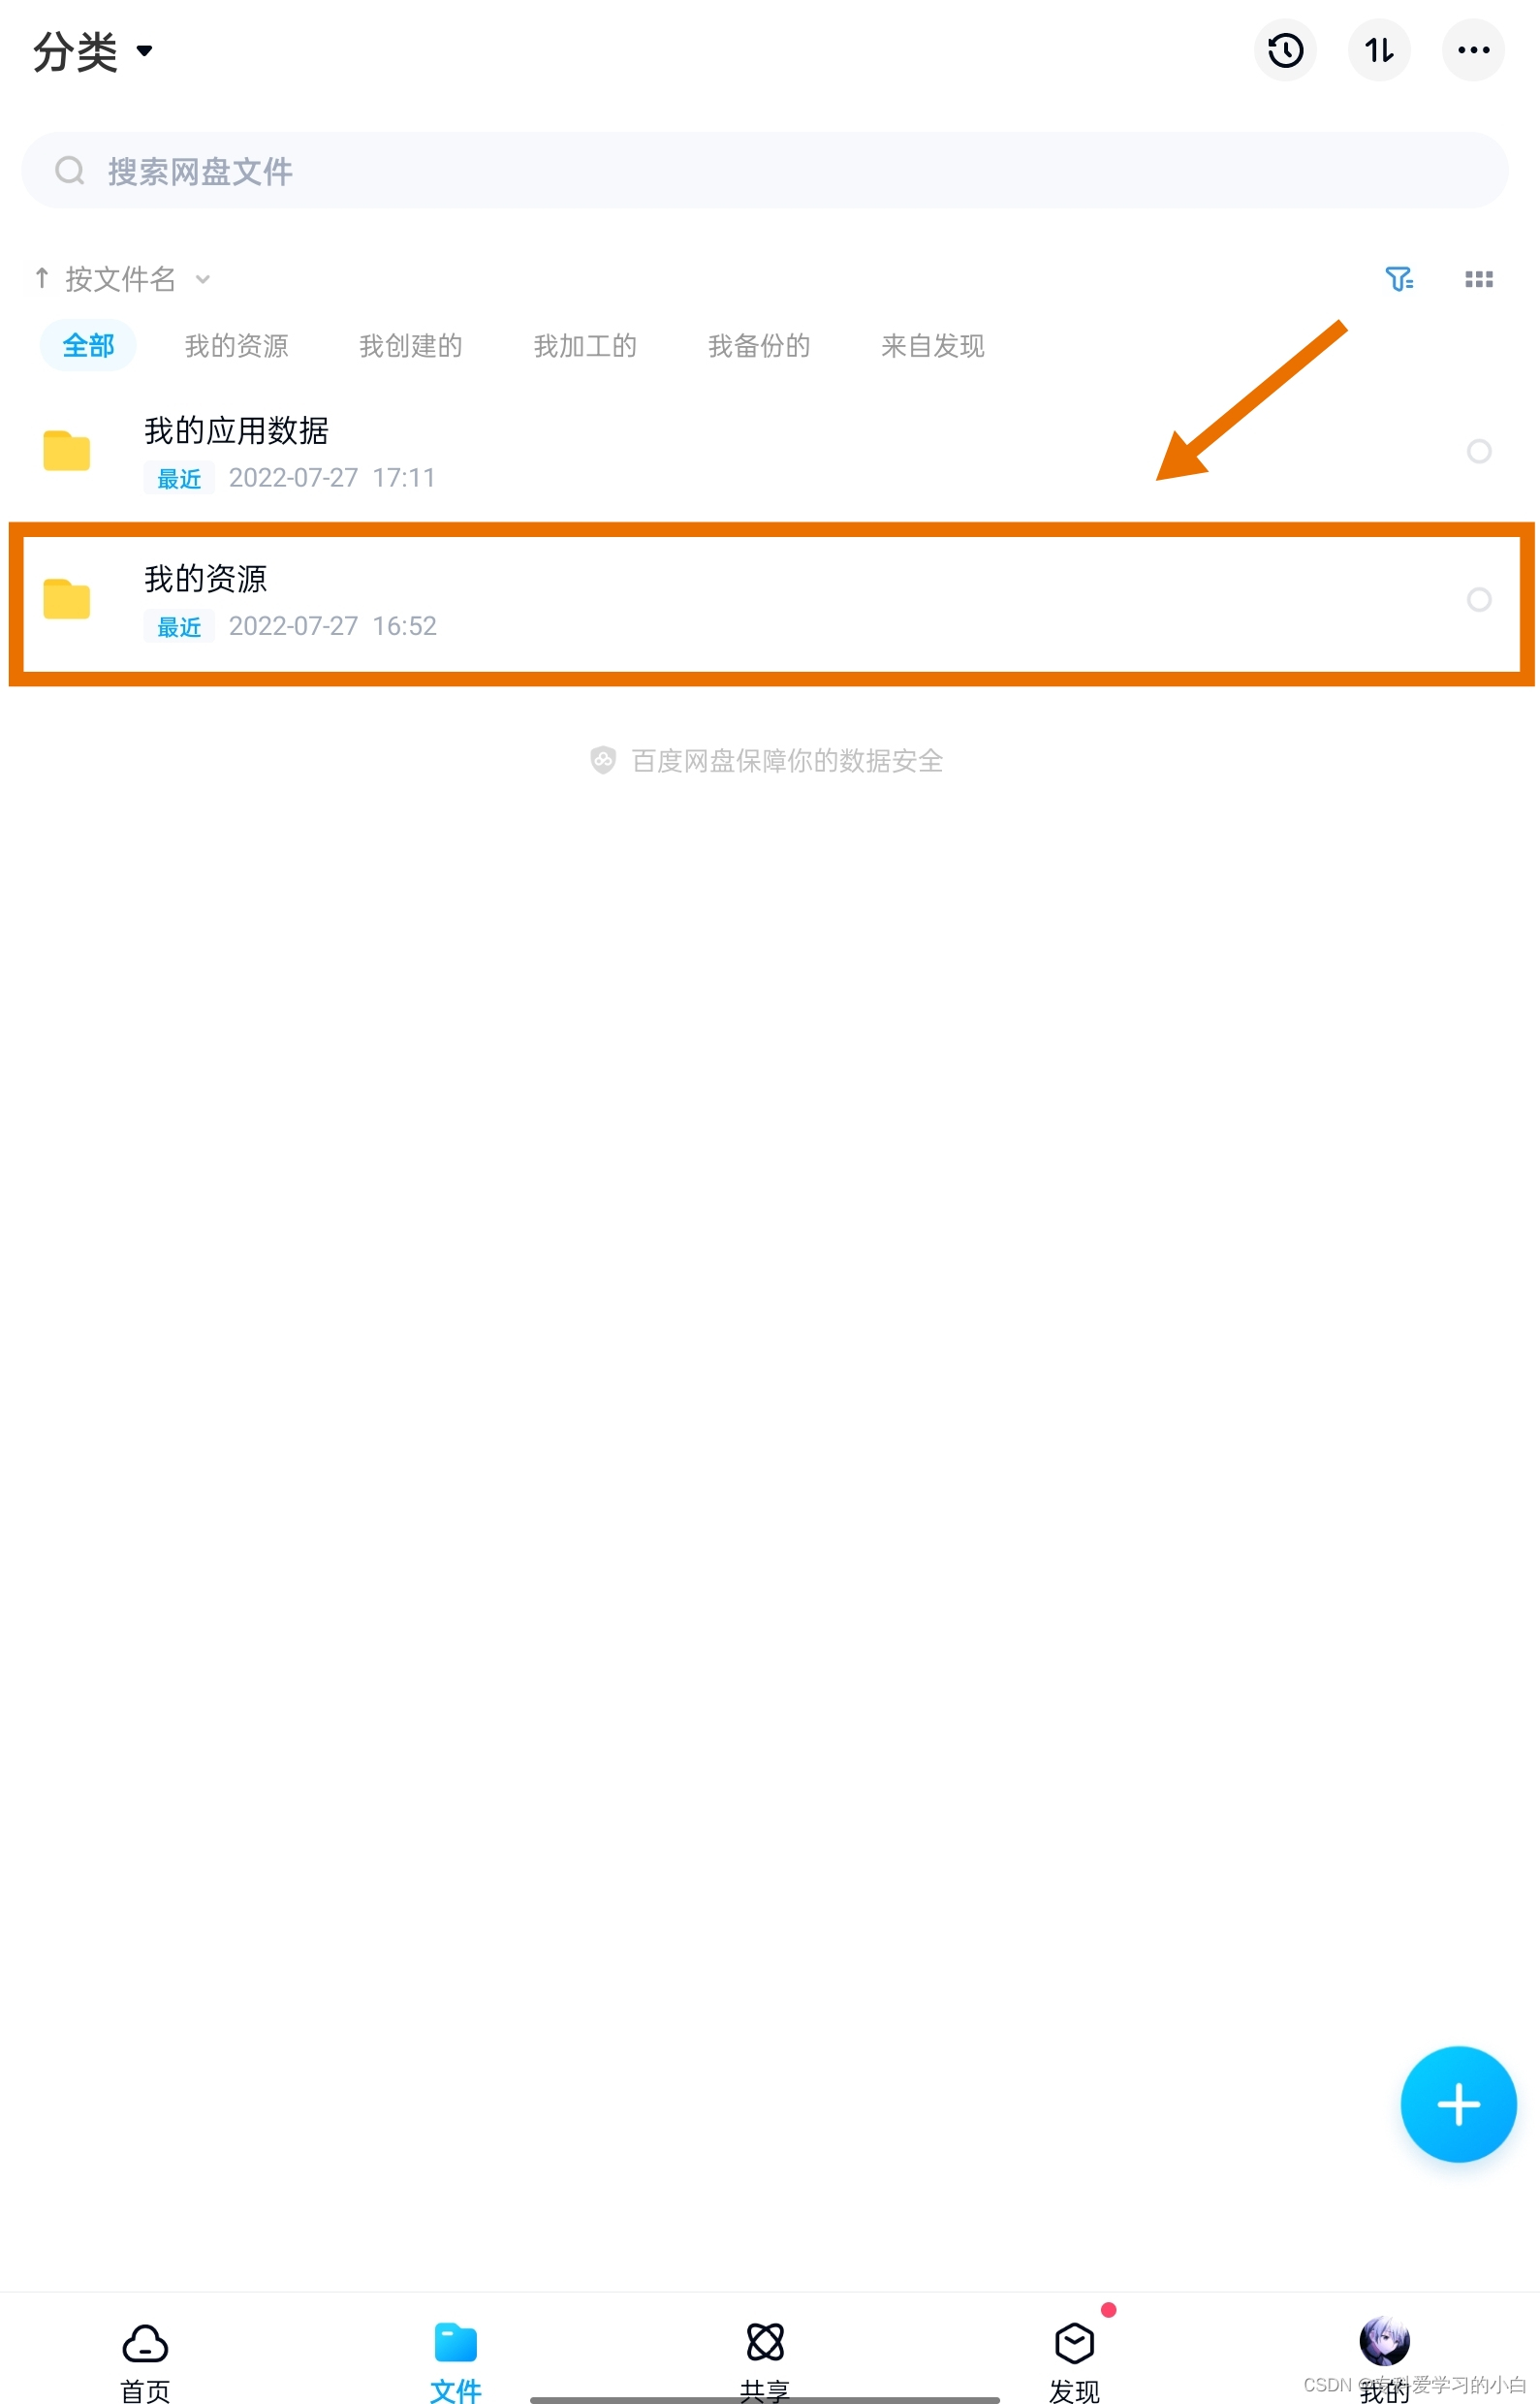 分类
搜索网盘文件
按文件名
全部 我的资源 我创建的 我加工的 我备份的 来自发现
我的应用数据
最近 2022-07-27 17:11
我的资源
最近 2022-07-27 16:52
百度网盘保障你的数据安全
首页 文件 共享 发现 我的
CSDN @专科爱学习的小白